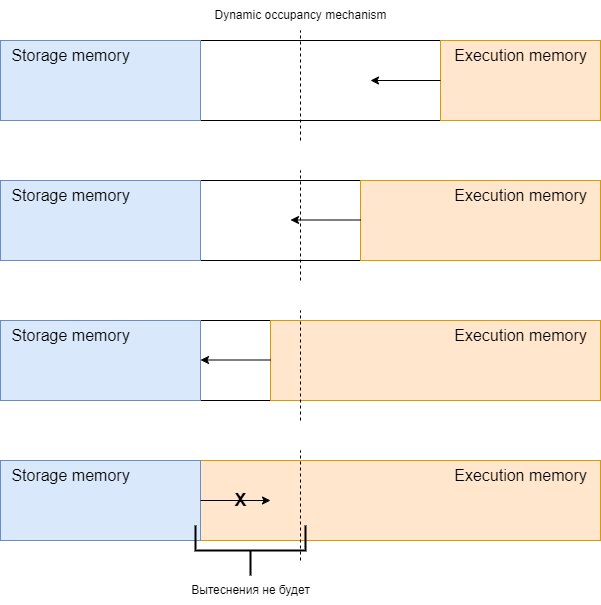 Dynamic occupancy mechanism
Storage memory
Execution memory
Storage memory
Execution memory
Storage memory
Execution memory
Storage memory
Execution memory
X
Вытеснения не будет